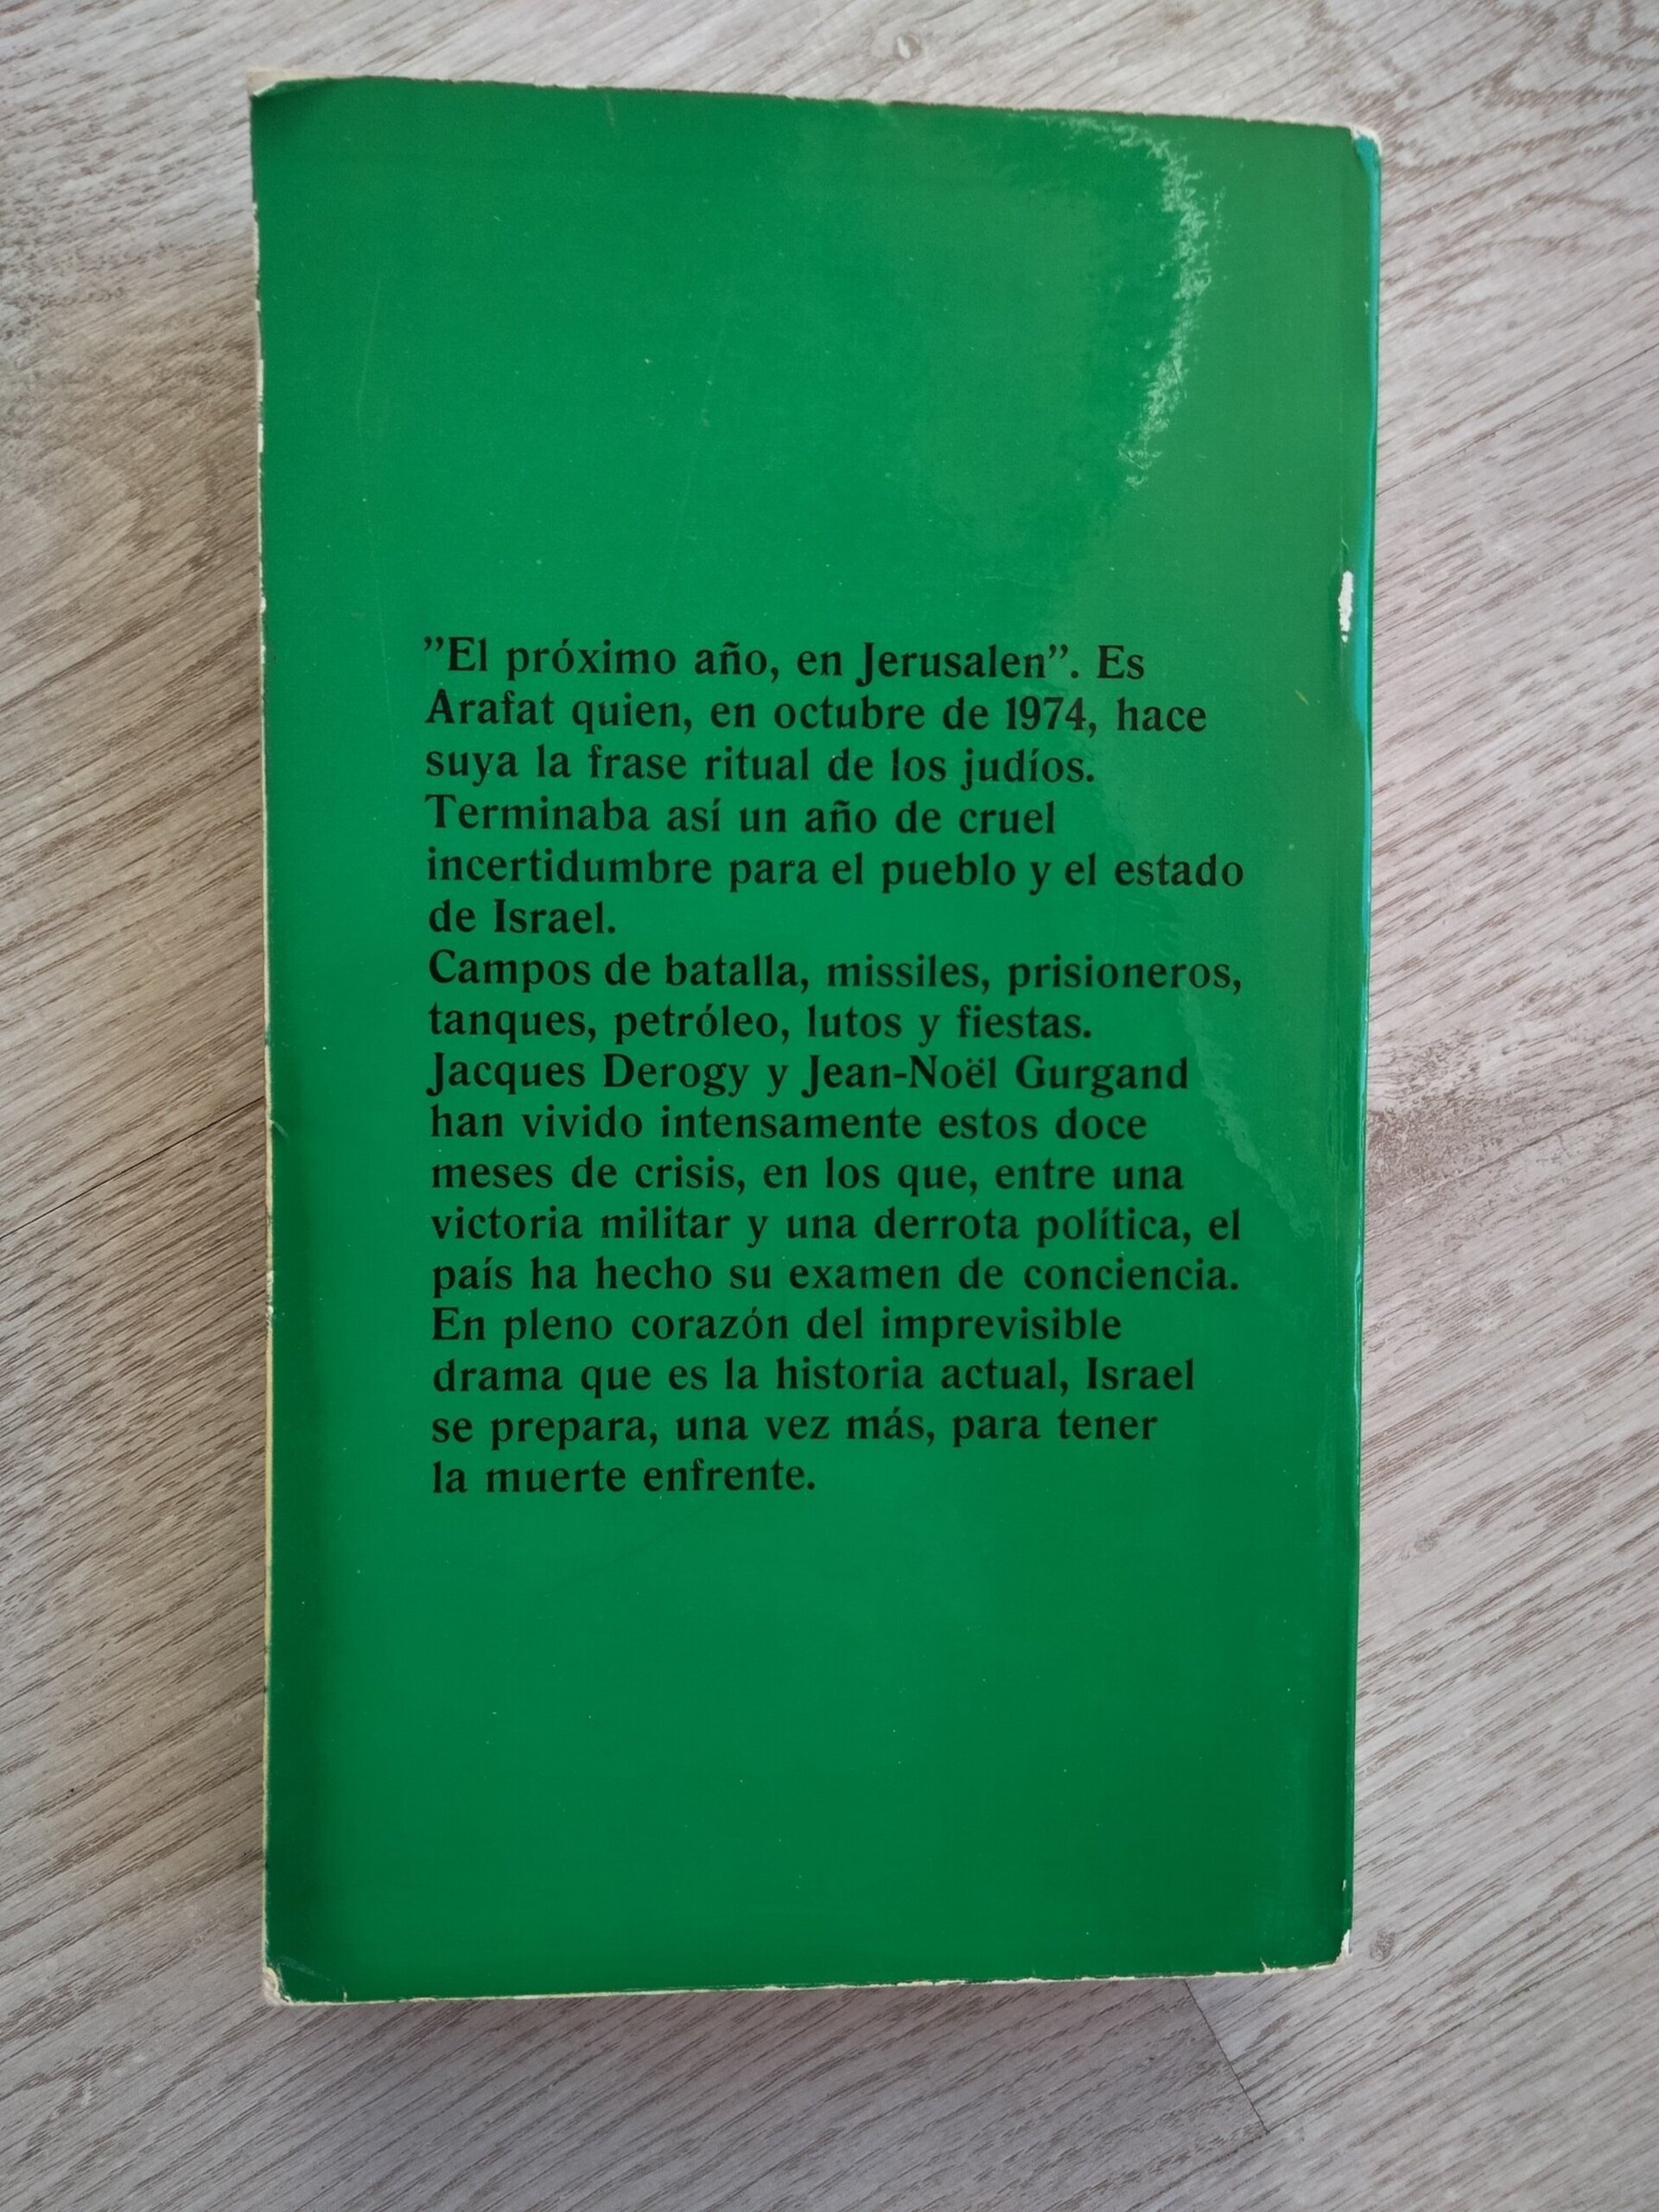 ”El próximo año, en Jerusalen”. Es
Arafat quien, en octubre de 1974, hace
suya la frase ritual de los judíos.
Terminaba así un año de cruel
incertidumbre para el pueblo y el estado
de Israel.
Campos de batalla, missiles, prisioneros,
tanques, petróleo, lutos y fiestas.
Jacques Derogy y Jean-Noël Gurgand
han vivido intensamente estos doce
meses de crisis, en los que, entre una
victoria militar y una derrota política, el
país ha hecho su examen de conciencia.
En pleno corazón del imprevisible
drama que es la historia actual, Israel
se prepara, una vez más, para tener
la muerte enfrente.